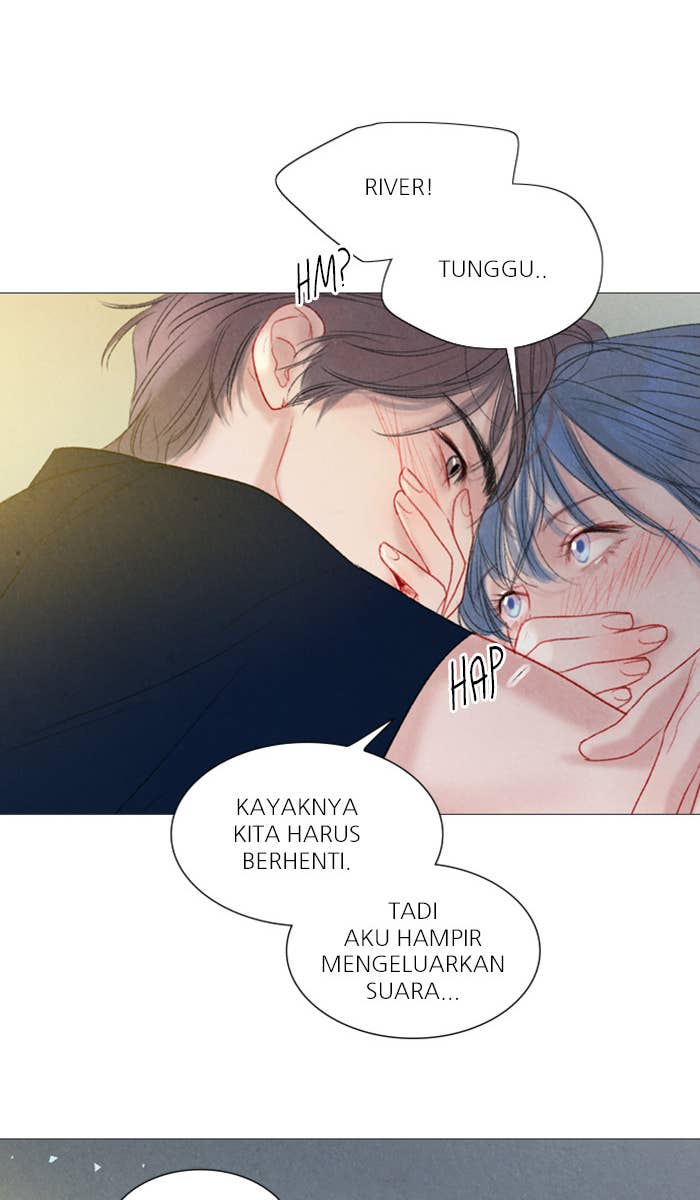 RIVER!
TUNGGU..
HM?
HAP
KAYAKNYA
KITA HARUS
BERHENTI.
TADI
AKU HAMPIR
MENGELUARKAN
SUARA...